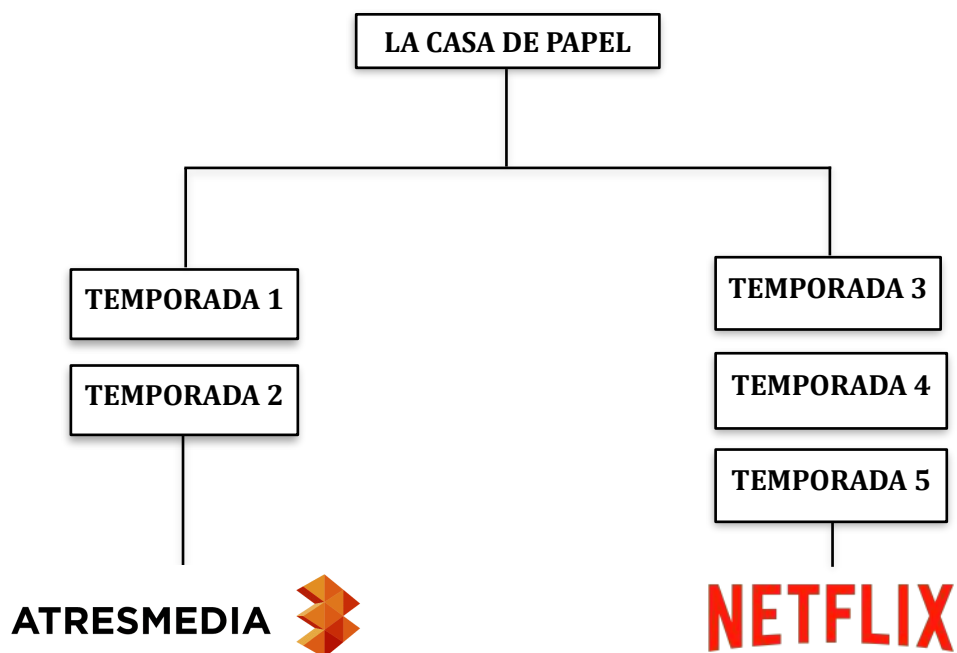 LA CASA DE PAPEL
TEMPORADA 1
TEMPORADA 2
TEMPORADA 3
TEMPORADA 4
TEMPORADA 5
ATRESMEDIA
NETFLIX